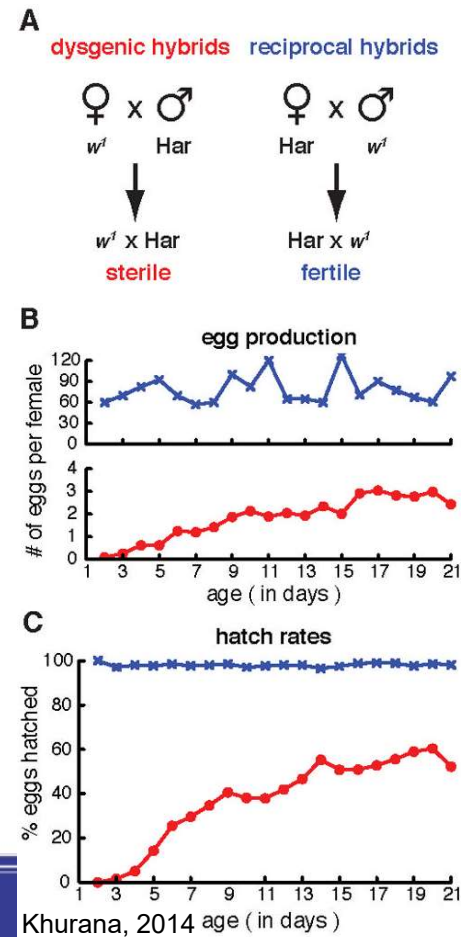 A
dysgenic hybrids reciprocal hybrids
♀ x ♂ ♀ x ♂
w¹ Har Har w¹
w¹ x Har Har x w¹
sterile fertile
B
egg production
# of eggs per female
120
90
60
30
0
4
3
2
1
0
1 3 5 7 9 11 13 15 17 19 21
age ( in days )
C
hatch rates
% eggs hatched
100
80
60
40
20
0
1 3 5 7 9 11 13 15 17 19 21
Khurana, 2014 age ( in days )